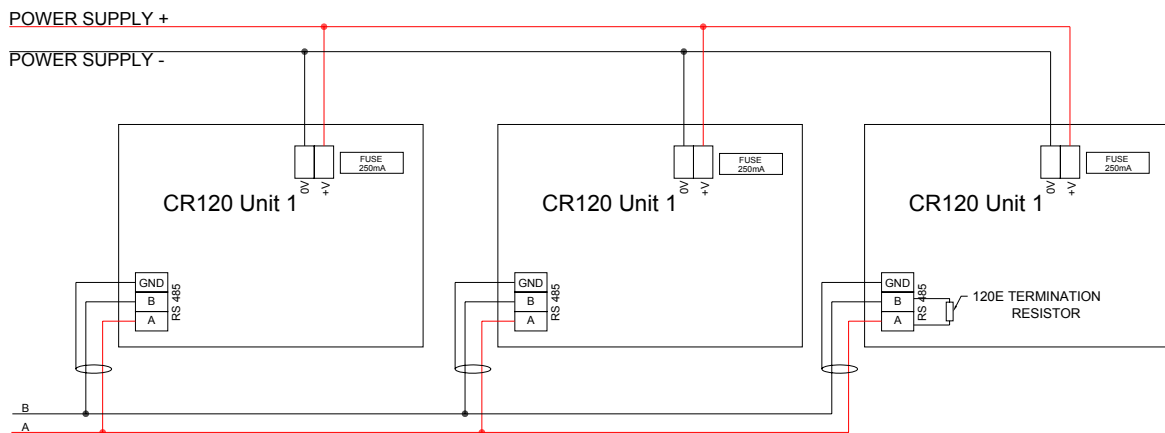 POWER SUPPLY +
POWER SUPPLY -
0V
+V
FUSE
250mA
CR120 Unit 1
GND
B
A
RS 485
0V
+V
FUSE
250mA
CR120 Unit 1
GND
B
A
RS 485
0V
+V
FUSE
250mA
CR120 Unit 1
GND
B
A
RS 485
120E TERMINATION
RESISTOR
B
A